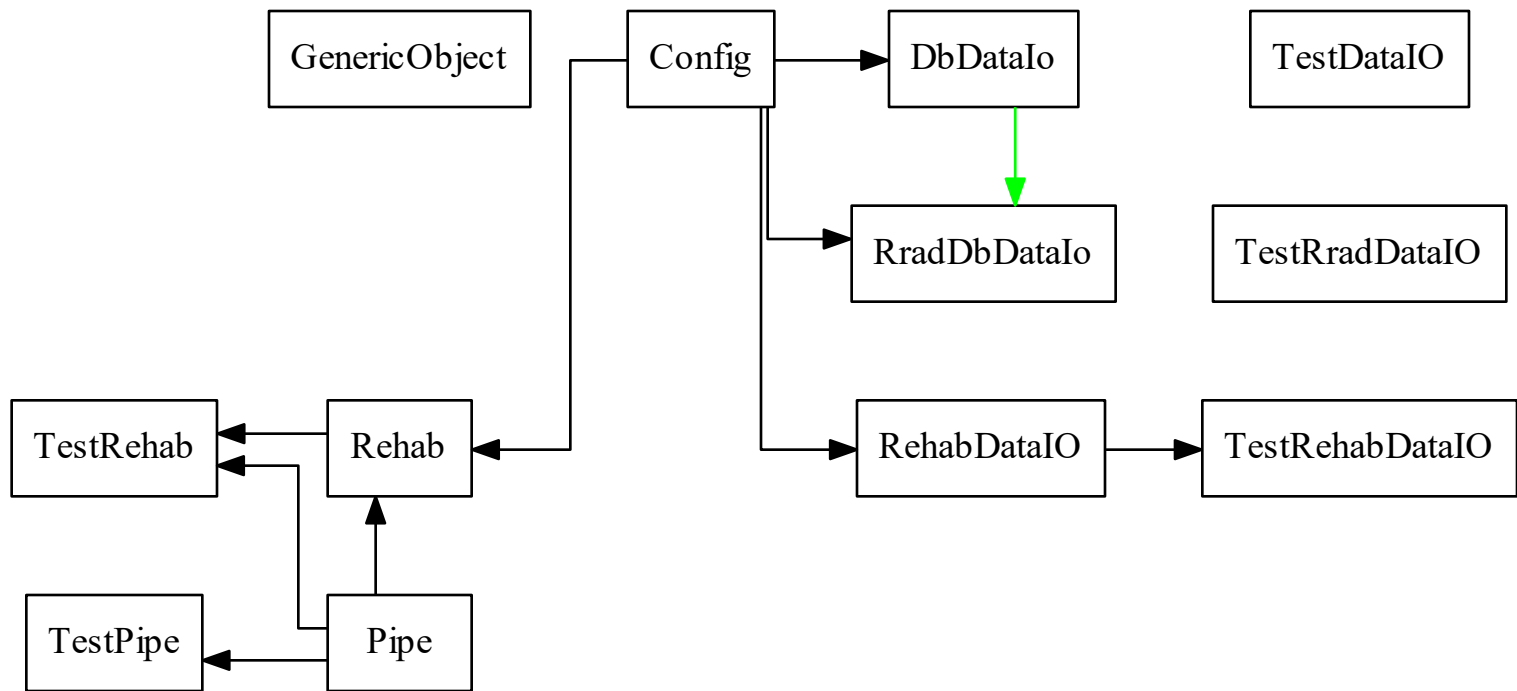 GenericObject
Config
DbDataIo
TestDataIO
RradDbDataIo
TestRradDataIO
TestRehab
Rehab
RehabDataIO
TestRehabDataIO
TestPipe
Pipe